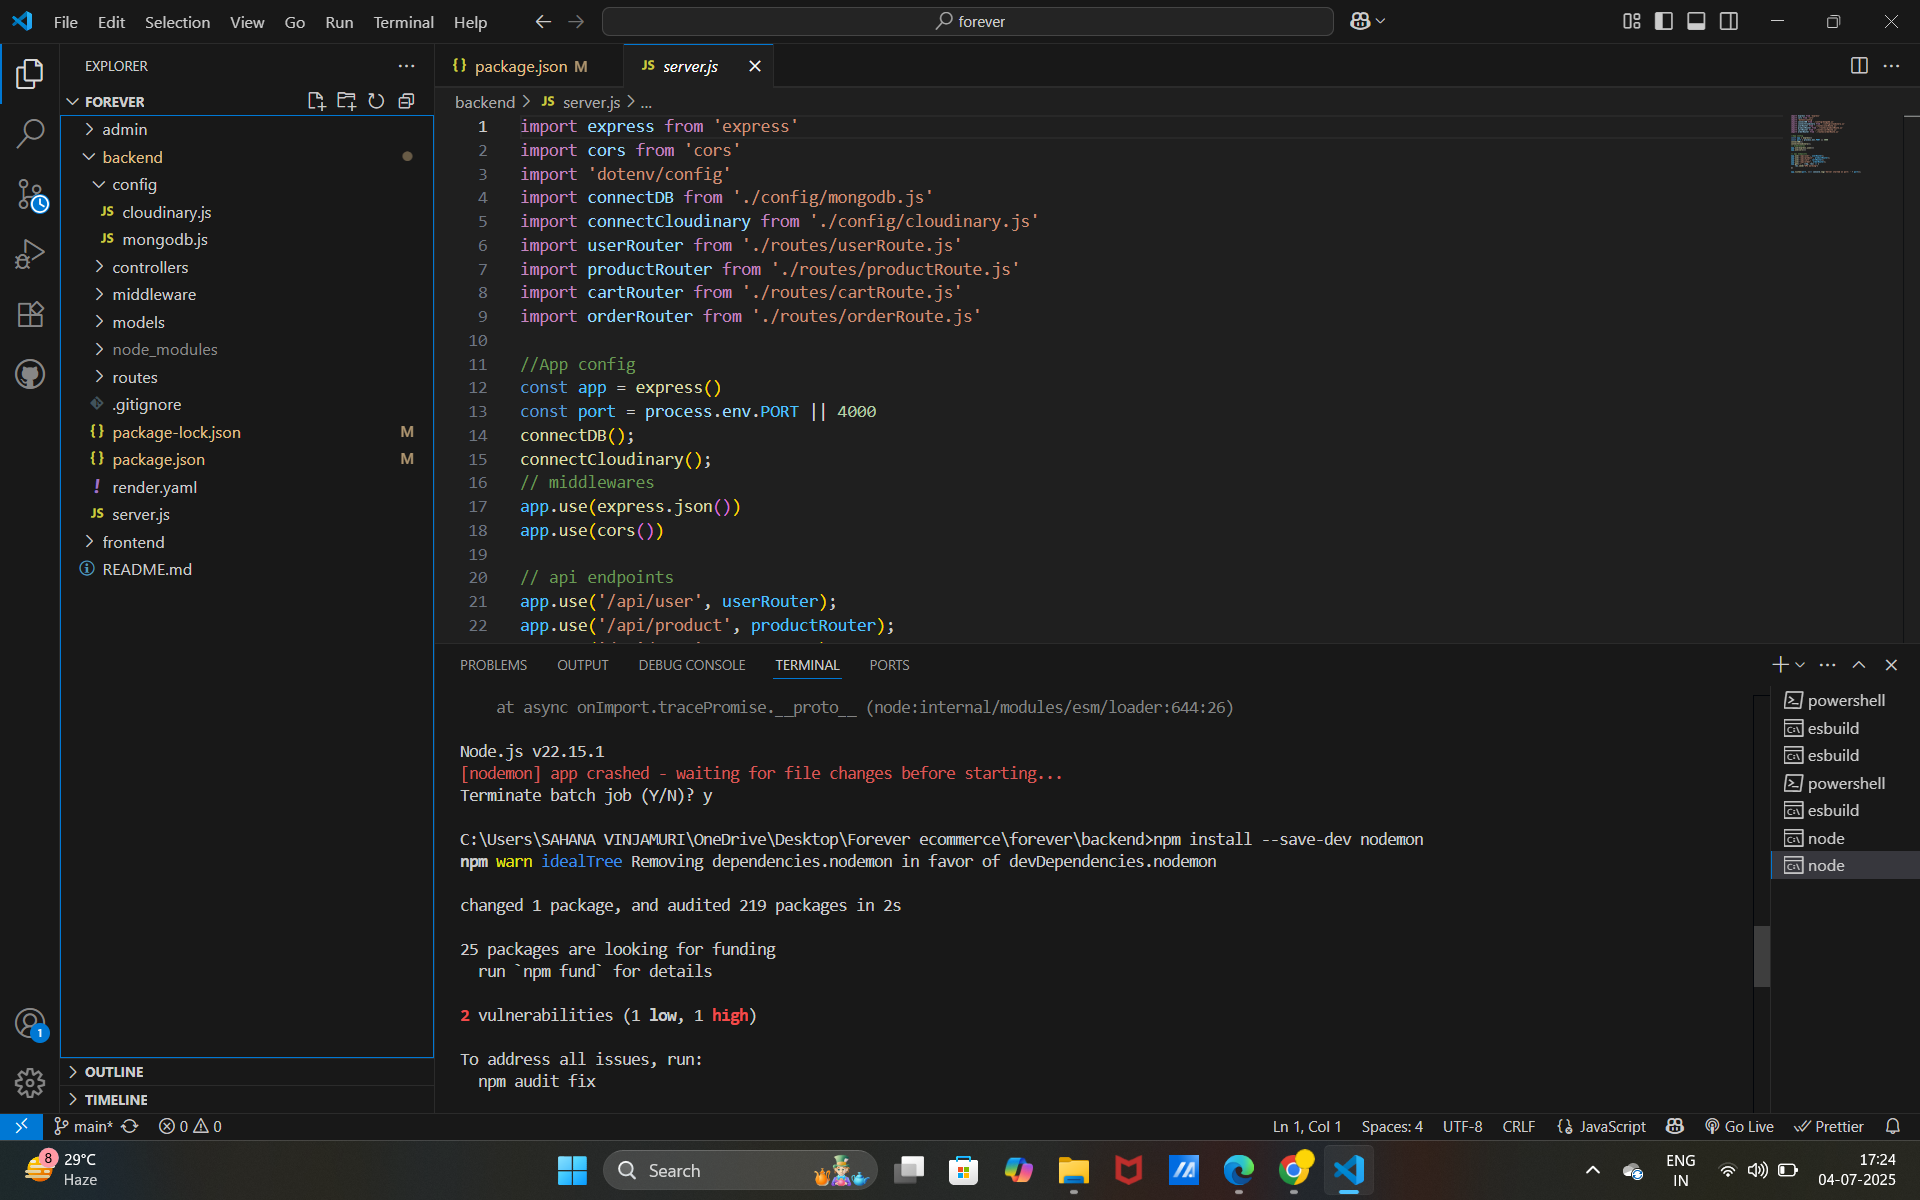 File Edit Selection View Go Run Terminal Help
forever
EXPLORER
FOREVER
admin
backend
config
JS cloudinary.js
JS mongodb.js
controllers
middleware
models
node_modules
routes
.gitignore
{} package-lock.json M
{} package.json M
! render.yaml
JS server.js
frontend
README.md
OUTLINE
TIMELINE
{} package.json M
JS server.js
backend > JS server.js > ...
1 import express from 'express'
2 import cors from 'cors'
3 import 'dotenv/config'
4 import connectDB from './config/mongodb.js'
5 import connectCloudinary from './config/cloudinary.js'
6 import userRouter from './routes/userRoute.js'
7 import productRouter from './routes/productRoute.js'
8 import cartRouter from './routes/cartRoute.js'
9 import orderRouter from './routes/orderRoute.js'
10
11 //App config
12 const app = express()
13 const port = process.env.PORT || 4000
14 connectDB();
15 connectCloudinary();
16 // middlewares
17 app.use(express.json())
18 app.use(cors())
19
20 // api endpoints
21 app.use('/api/user', userRouter);
22 app.use('/api/product', productRouter);
PROBLEMS OUTPUT DEBUG CONSOLE TERMINAL PORTS
at async onImport.tracePromise.__proto__ (node:internal/modules/esm/loader:644:26)
Node.js v22.15.1
[nodemon] app crashed - waiting for file changes before starting...
Terminate batch job (Y/N)? y
C:\Users\SAHANA VINJAMURI\OneDrive\Desktop\Forever ecommerce\forever\backend>npm install --save-dev nodemon
npm warn idealTree Removing dependencies.nodemon in favor of devDependencies.nodemon
changed 1 package, and audited 219 packages in 2s
25 packages are looking for funding
run `npm fund` for details
2 vulnerabilities (1 low, 1 high)
To address all issues, run:
npm audit fix
powershell
esbuild
esbuild
powershell
esbuild
node
node
1
main* 0 0
Ln 1, Col 1 Spaces: 4 UTF-8 CRLF {} JavaScript Go Live Prettier
8
29°C
Haze
Search
ENG
IN
17:24
04-07-2025